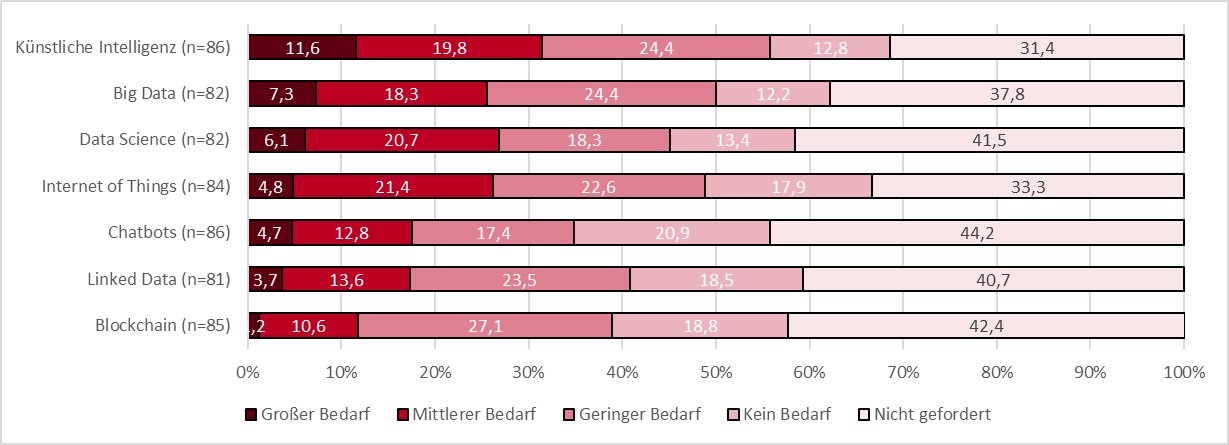 Künstliche Intelligenz (n=86) 11,6 19,8 24,4 12,8 31,4
Big Data (n=82) 7,3 18,3 24,4 12,2 37,8
Data Science (n=82) 6,1 20,7 18,3 13,4 41,5
Internet of Things (n=84) 4,8 21,4 22,6 17,9 33,3
Chatbots (n=86) 4,7 12,8 17,4 20,9 44,2
Linked Data (n=81) 3,7 13,6 23,5 18,5 40,7
Blockchain (n=85) 10,6 27,1 18,8 42,4
0% 10% 20% 30% 40% 50% 60% 70% 80% 90% 100%
Großer Bedarf Mittlerer Bedarf Geringer Bedarf Kein Bedarf Nicht gefordert